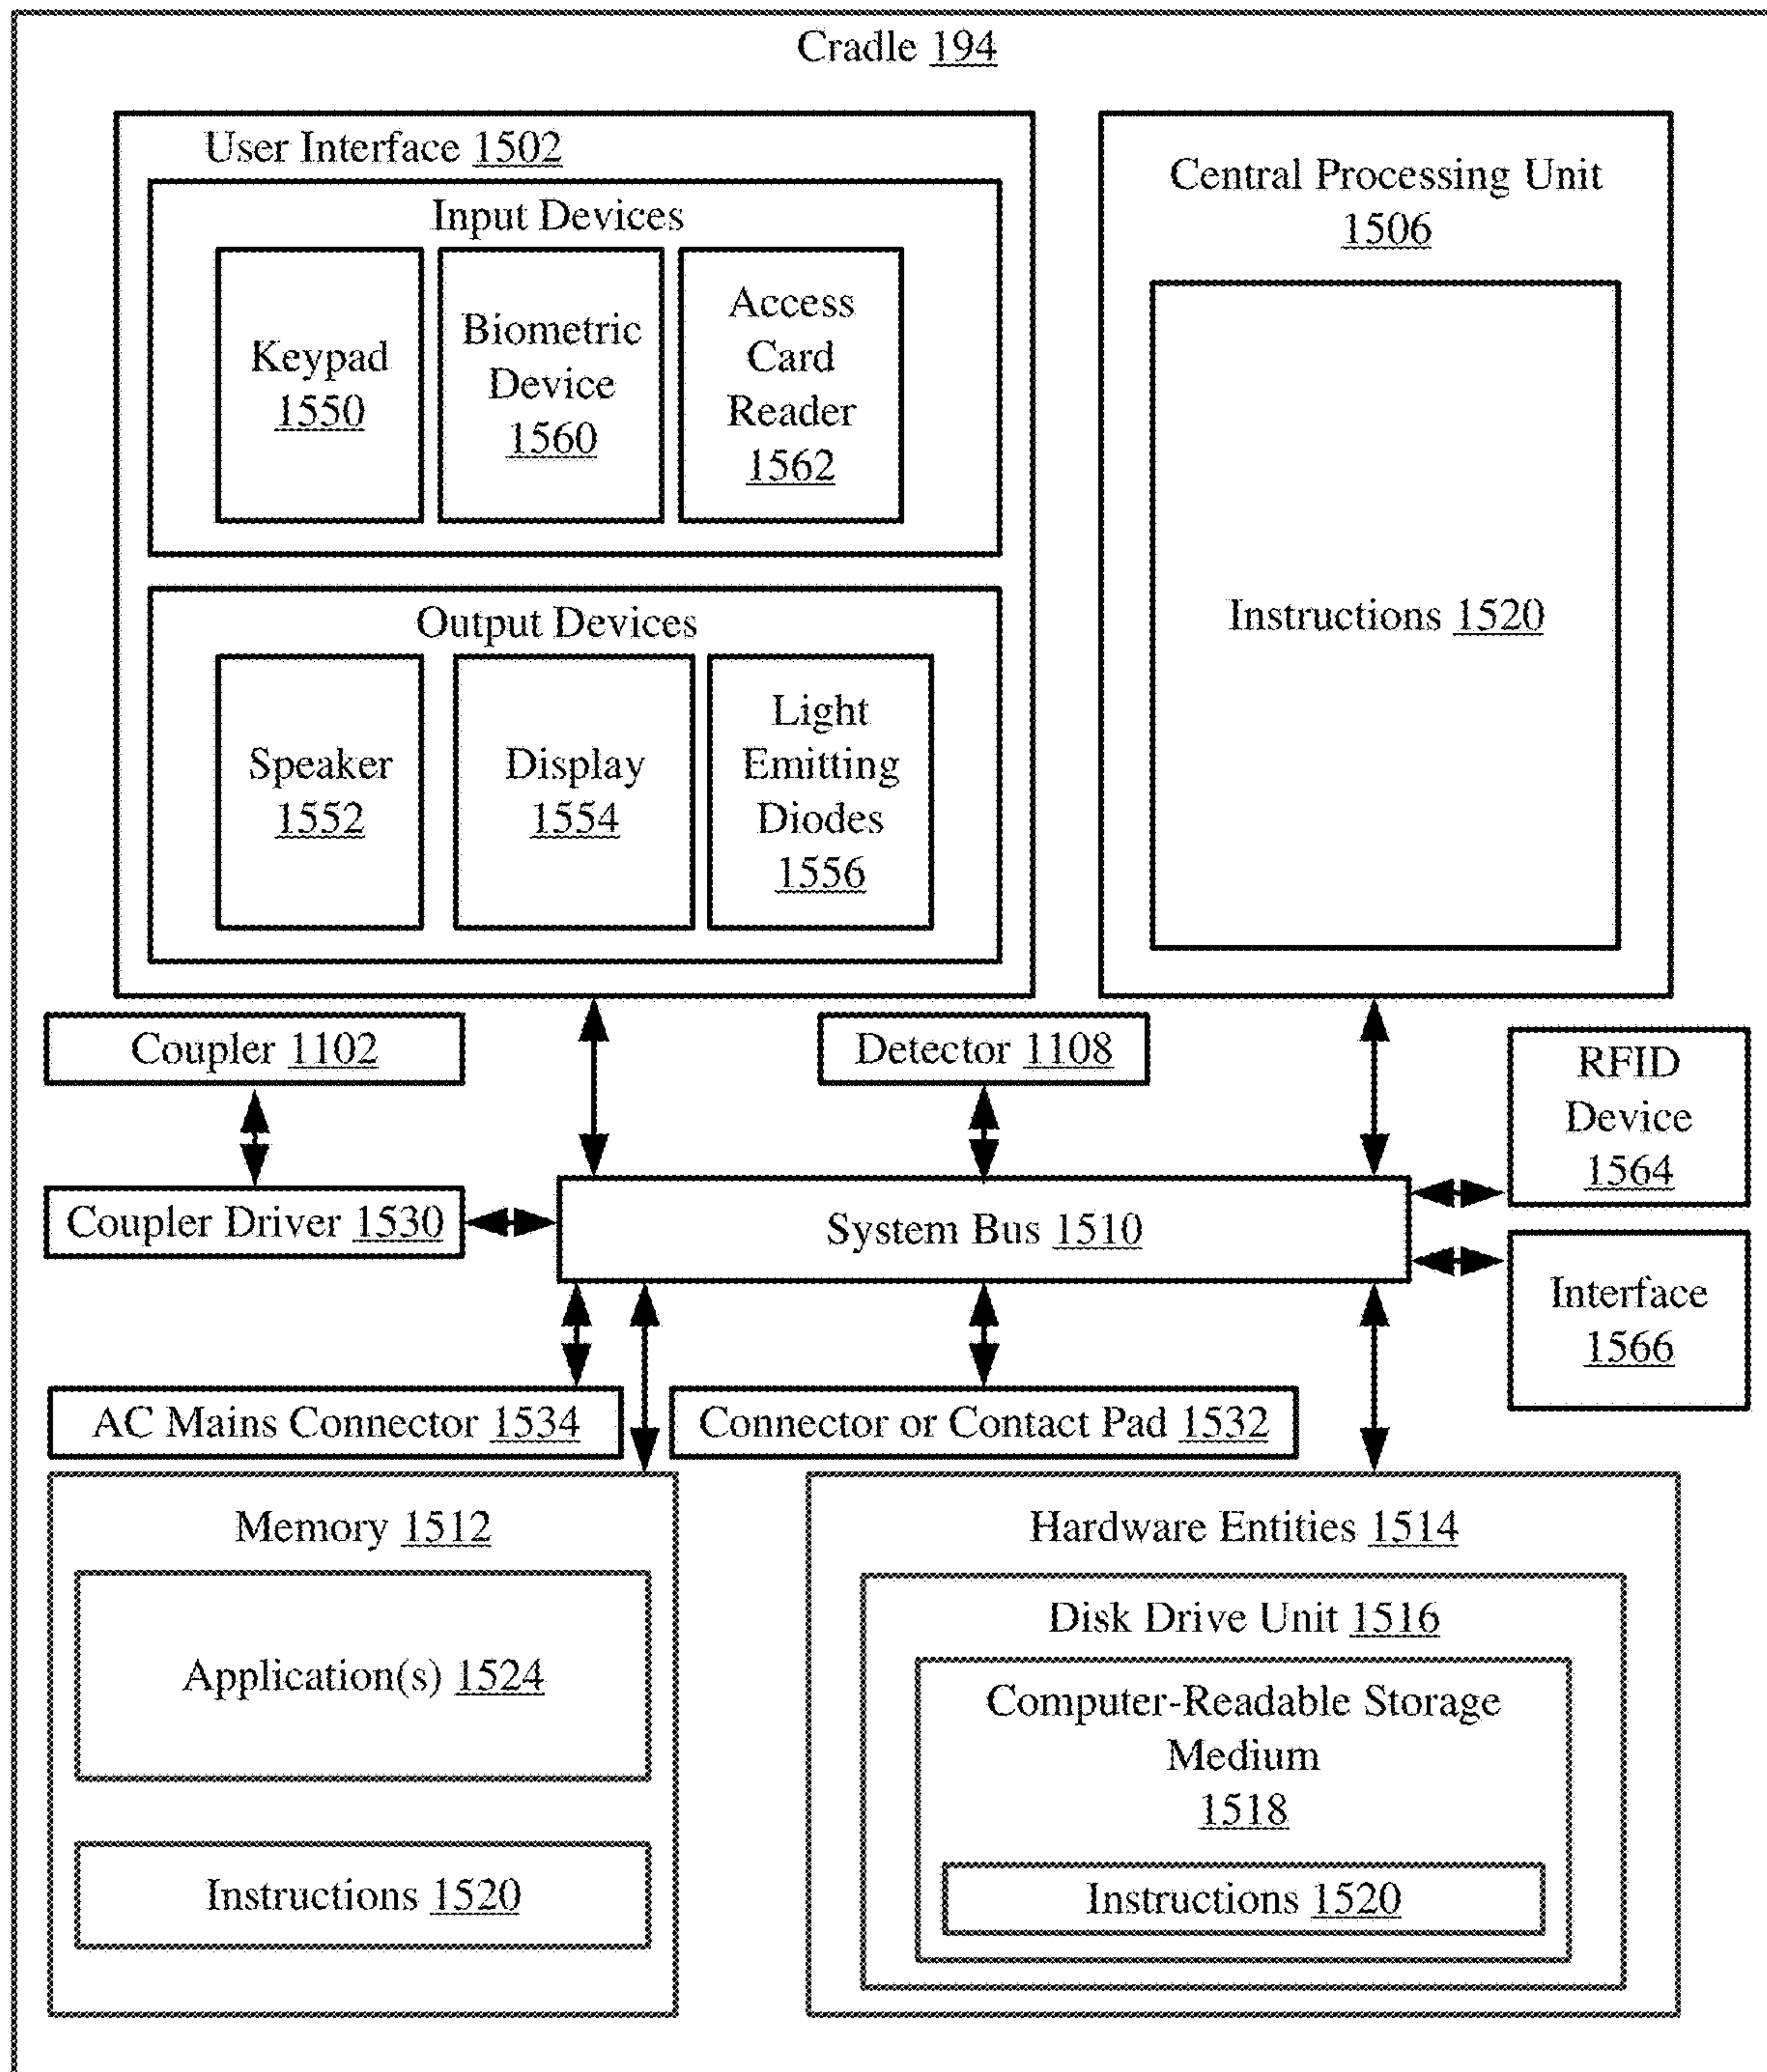 Cradle 194
User Interface 1502
Input Devices
Keypad
1550
Biometric
Device
1560
Access
Card
Reader
1562
Output Devices
Speaker
1552
Display
1554
Light
Emitting
Diodes
1556
Central Processing Unit
1506
Instructions 1520
Coupler 1102
Detector 1108
RFID
Device
1564
Coupler Driver 1530
System Bus 1510
Interface
1566
AC Mains Connector 1534
Connector or Contact Pad 1532
Memory 1512
Application(s) 1524
Instructions 1520
Hardware Entities 1514
Disk Drive Unit 1516
Computer-Readable Storage
Medium
1518
Instructions 1520